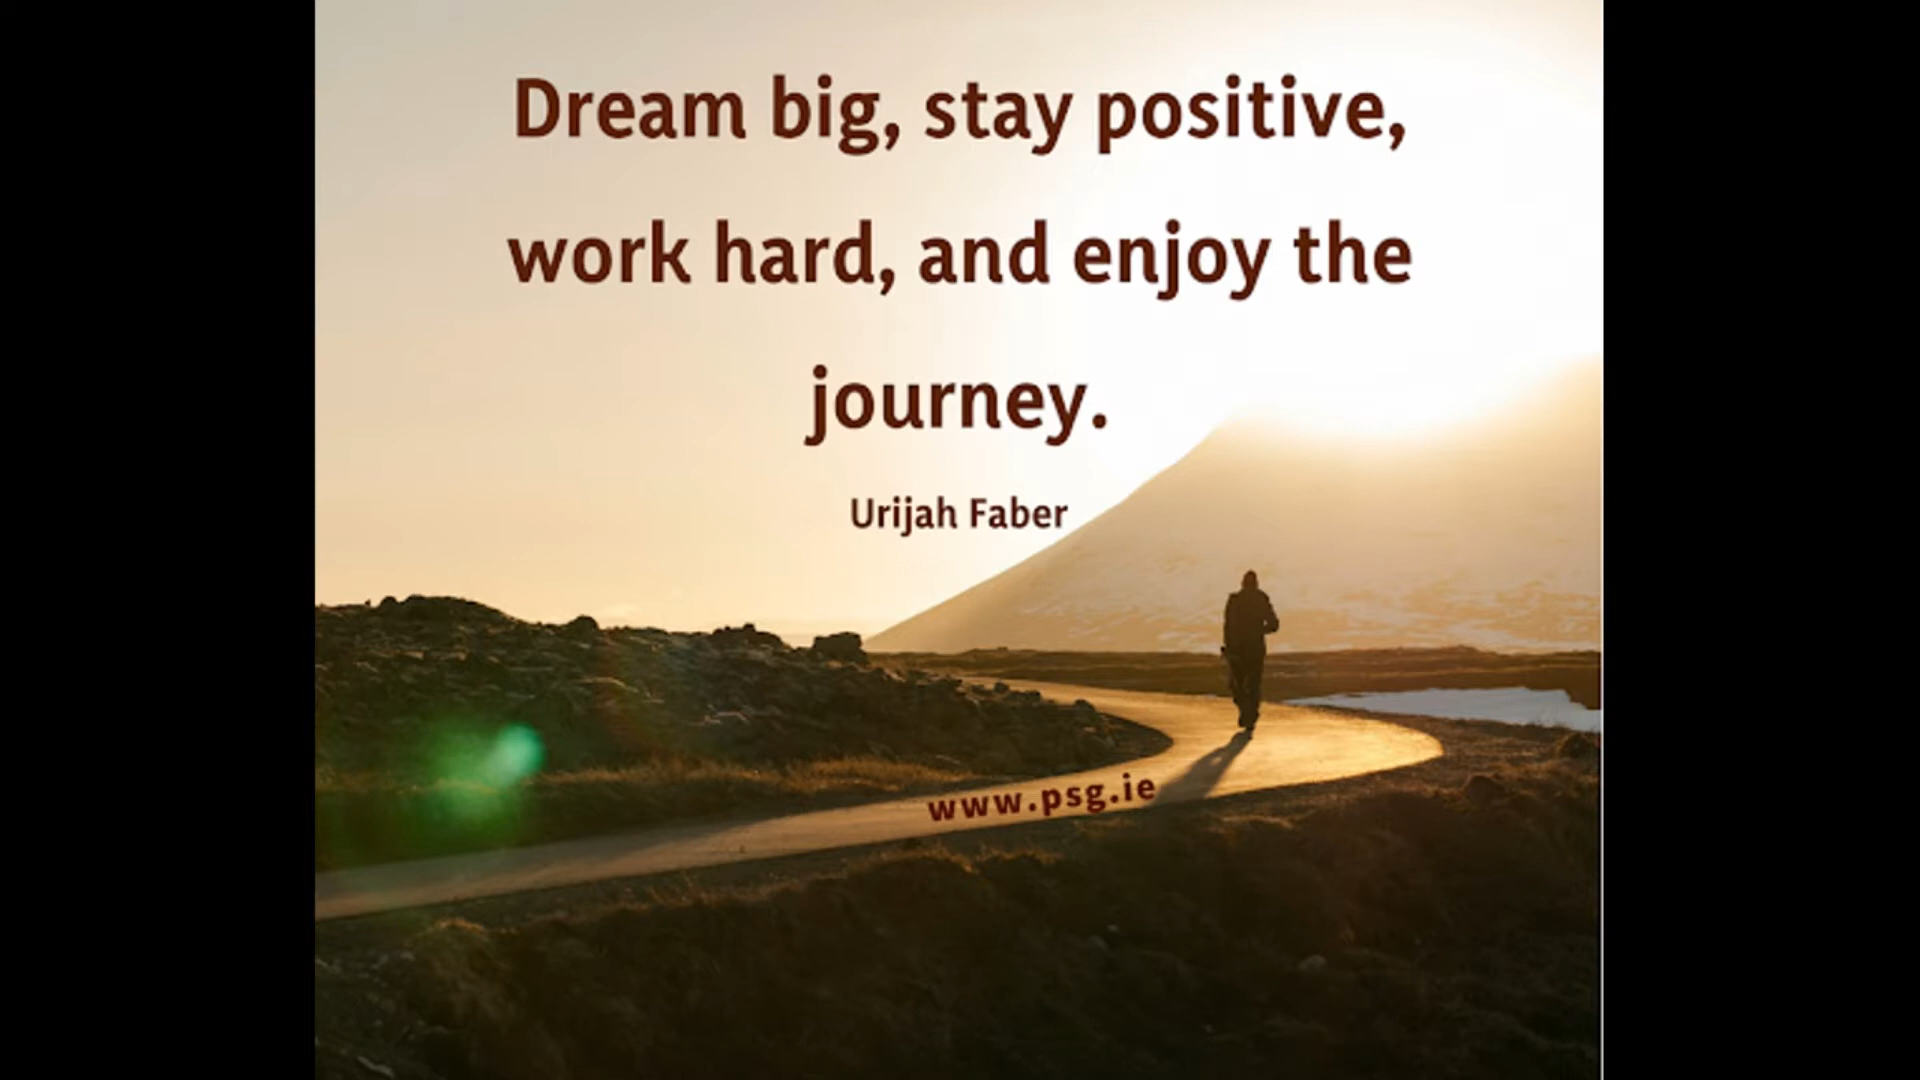 Dream big, stay positive,
work hard, and enjoy the
journey.
Urijah Faber
www.psg.ie